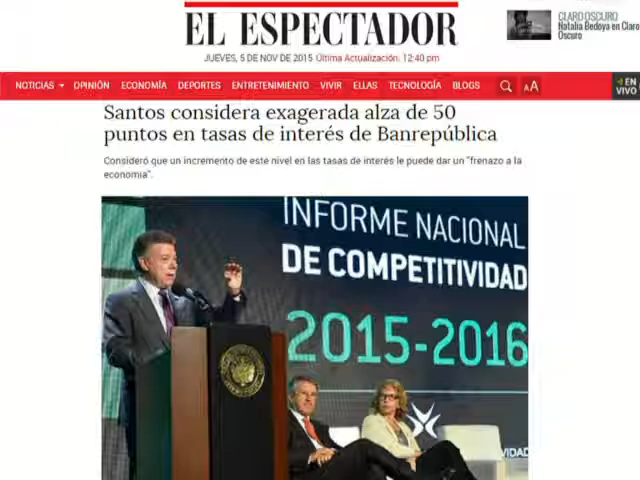 EL ESPECTADOR
JUEVES, 5 DE NOV DE 2015 Última Actualización: 12:40 pm
CLAROOSCURO
Natalia Bedoya en Claro
Oscuro
NOTICIAS OPINIÓN ECONOMÍA DEPORTES ENTRETENIMIENTO VIVIR ELLAS TECNOLOGÍA BLOGS AA EN
VIVO
Santos considera exagerada alza de 50
puntos en tasas de interés de Banrepública
Consideró que un incremento de este nivel en las tasas de interés le puede dar un "frenazo a la
economía".
INFORME NACIONAL
DE COMPETITIVIDAD
2015-2016
VIDAD